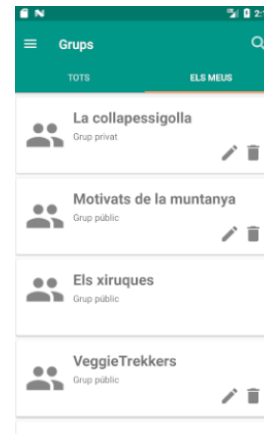 2:
Grups
TOTS
ELS MEUS
La collapessigolla
Grup privat
Motivats de la muntanya
Grup públic
Els xiruques
Grup públic
VeggieTrekkers
Grup públic